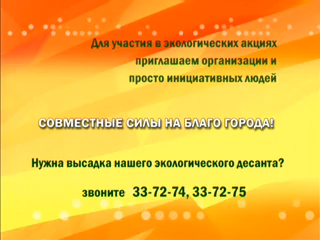 Для участия в экологических акциях
приглашаем организации и
просто инициативных людей
СОВМЕСТНЫЕ СИЛЫ НА БЛАГО ГОРОДА!
Нужна высадка нашего экологического десанта?
звоните 33-72-74, 33-72-75